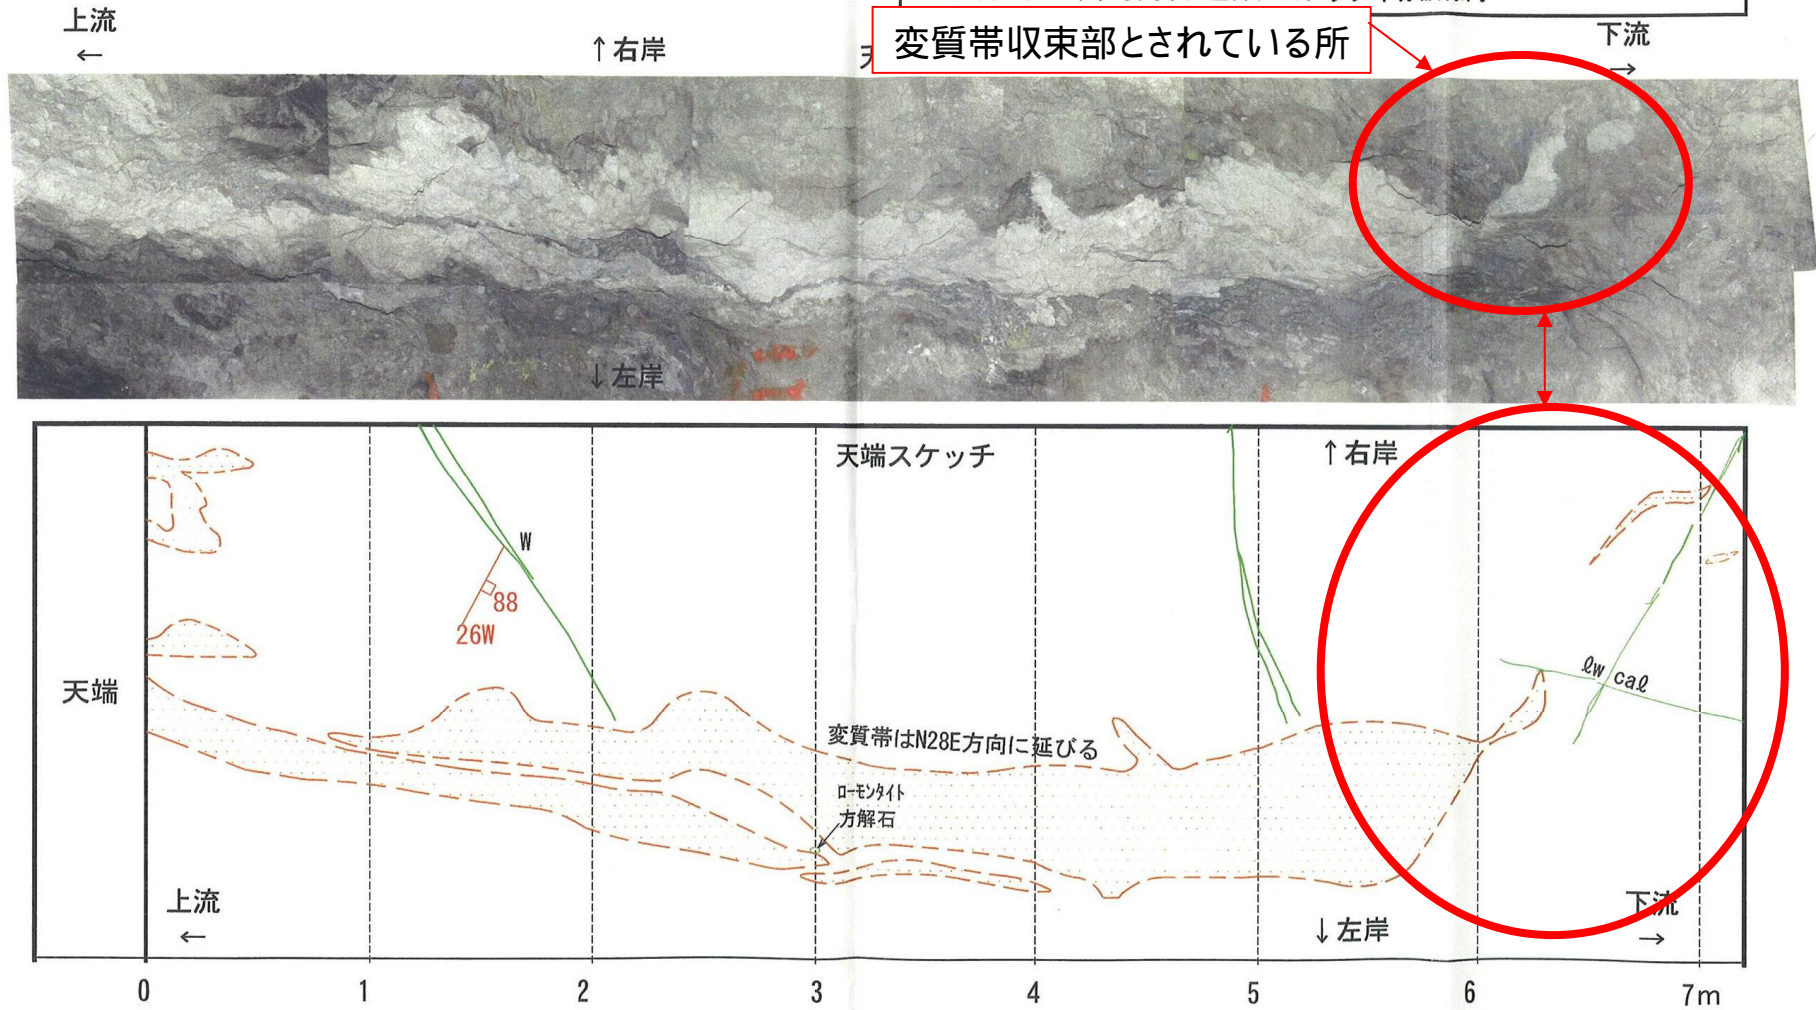 上流
←
↑右岸
変質帯収束部とされている所
下流
→
↓左岸
天端スケッチ
↑右岸
W
88
26W
ℓw caℓ
天端
変質帯はN28E方向に延びる
ローモンタイト
方解石
上流
←
↓左岸
下流
→
0 1 2 3 4 5 6 7m